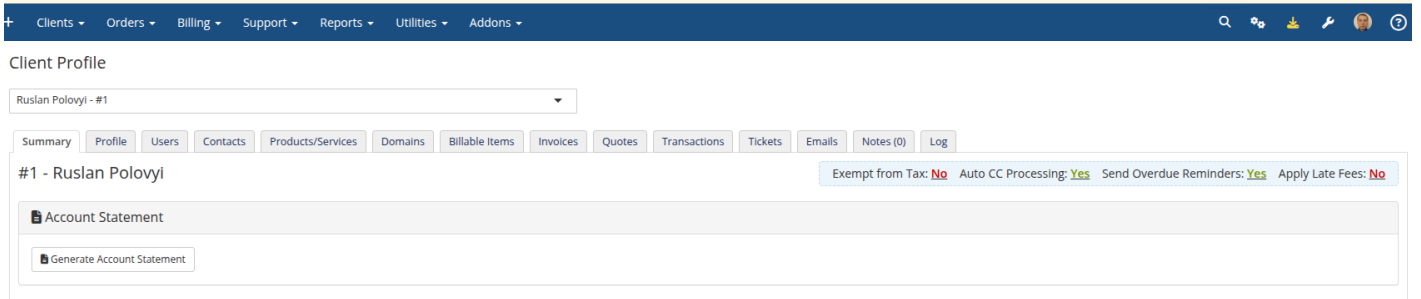 + Clients Orders Billing Support Reports Utilities Addons
Client Profile
Ruslan Polovyi - #1
Summary Profile Users Contacts Products/Services Domains Billable Items Invoices Quotes Transactions Tickets Emails Notes (0) Log
#1 - Ruslan Polovyi
Exempt from Tax: No Auto CC Processing: Yes Send Overdue Reminders: Yes Apply Late Fees: No
Account Statement
Generate Account Statement